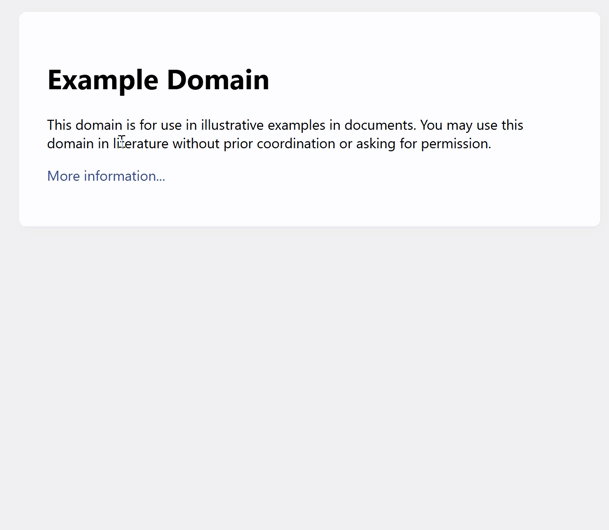 Example Domain
This domain is for use in illustrative examples in documents. You may use this
domain in literature without prior coordination or asking for permission.
More information...